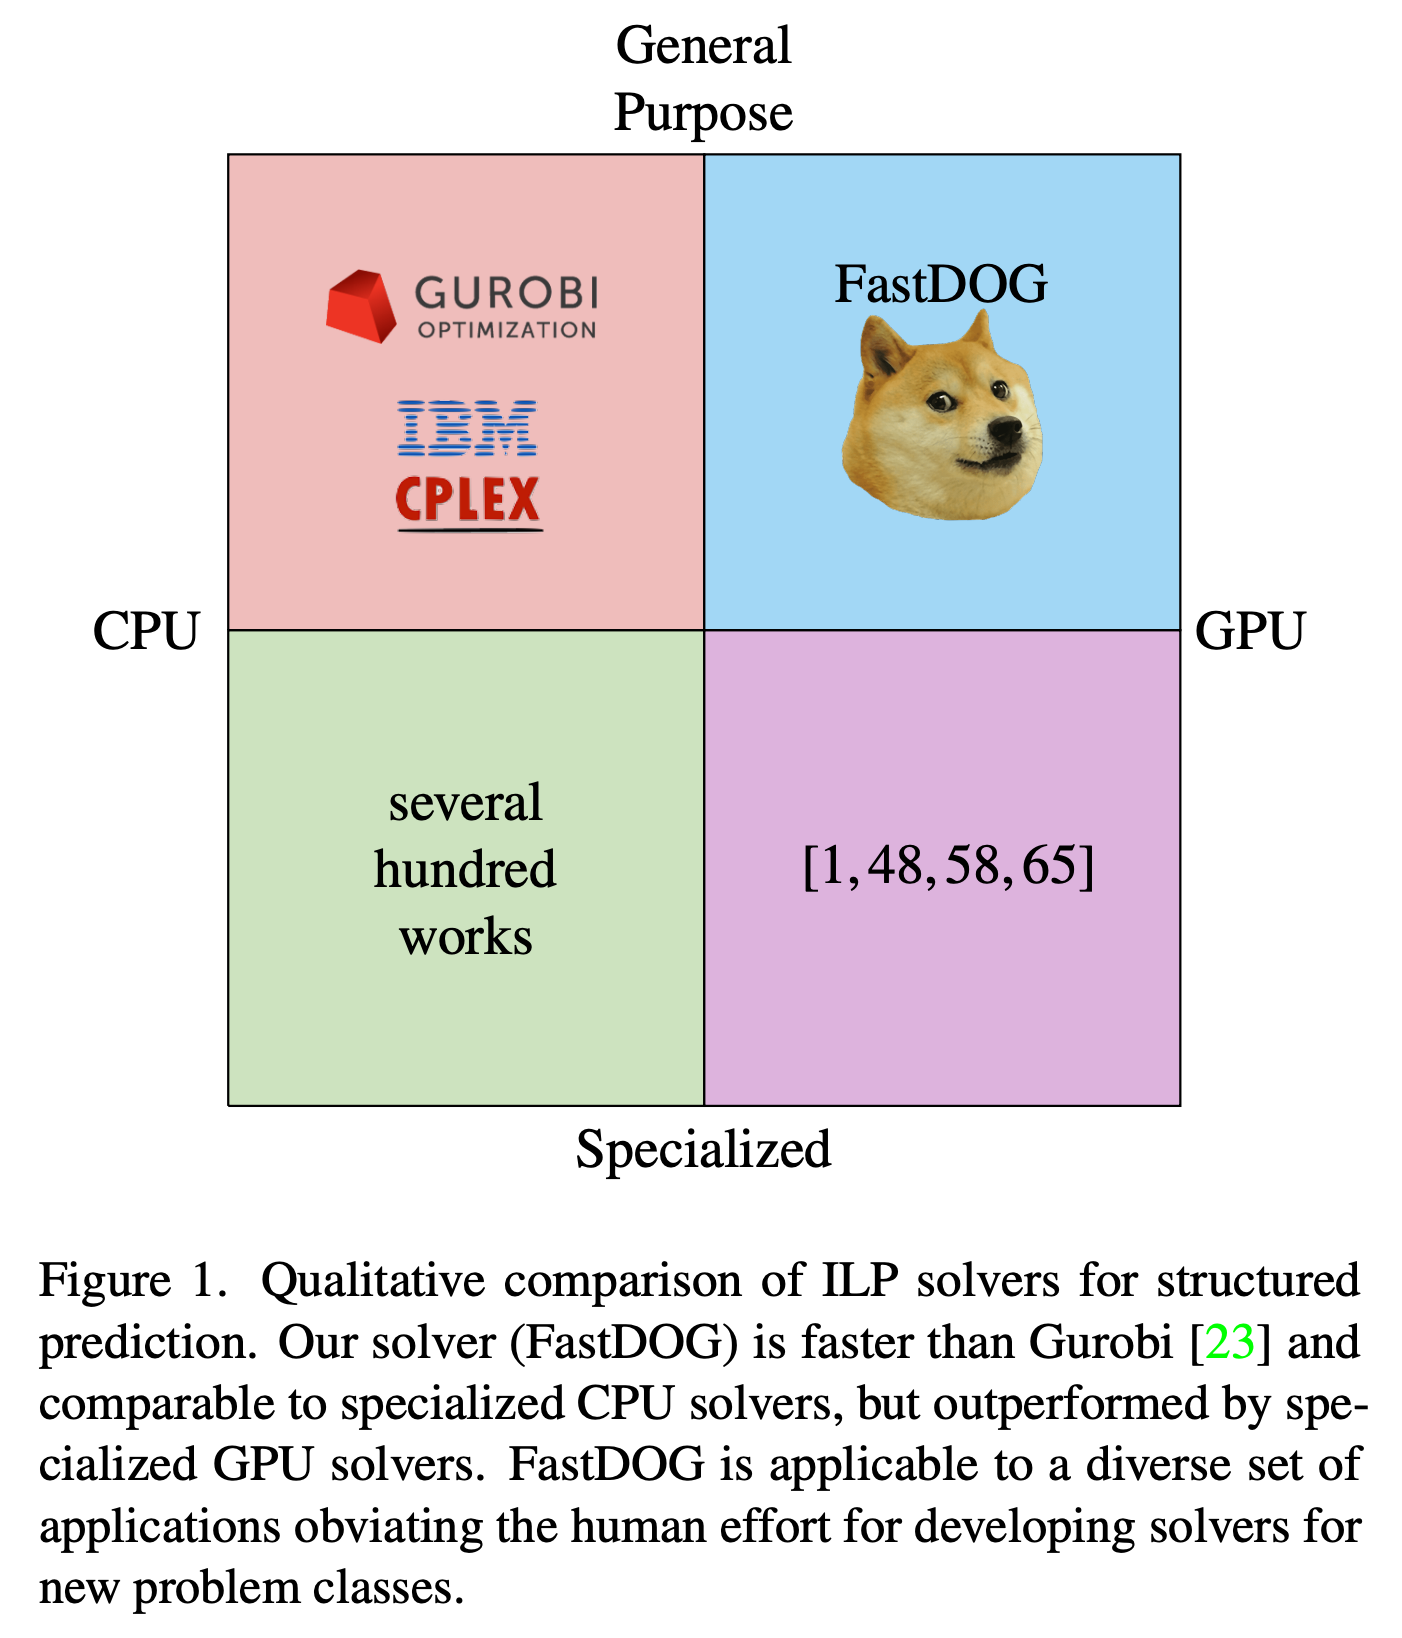 General
Purpose
GUROBI
OPTIMIZATION
FastDOG
IBM
CPLEX
CPU
GPU
several
hundred
works
[1, 48, 58, 65]
Specialized
Figure 1. Qualitative comparison of ILP solvers for structured
prediction. Our solver (FastDOG) is faster than Gurobi [23] and
comparable to specialized CPU solvers, but outperformed by spe-
cialized GPU solvers. FastDOG is applicable to a diverse set of
applications obviating the human effort for developing solvers for
new problem classes.